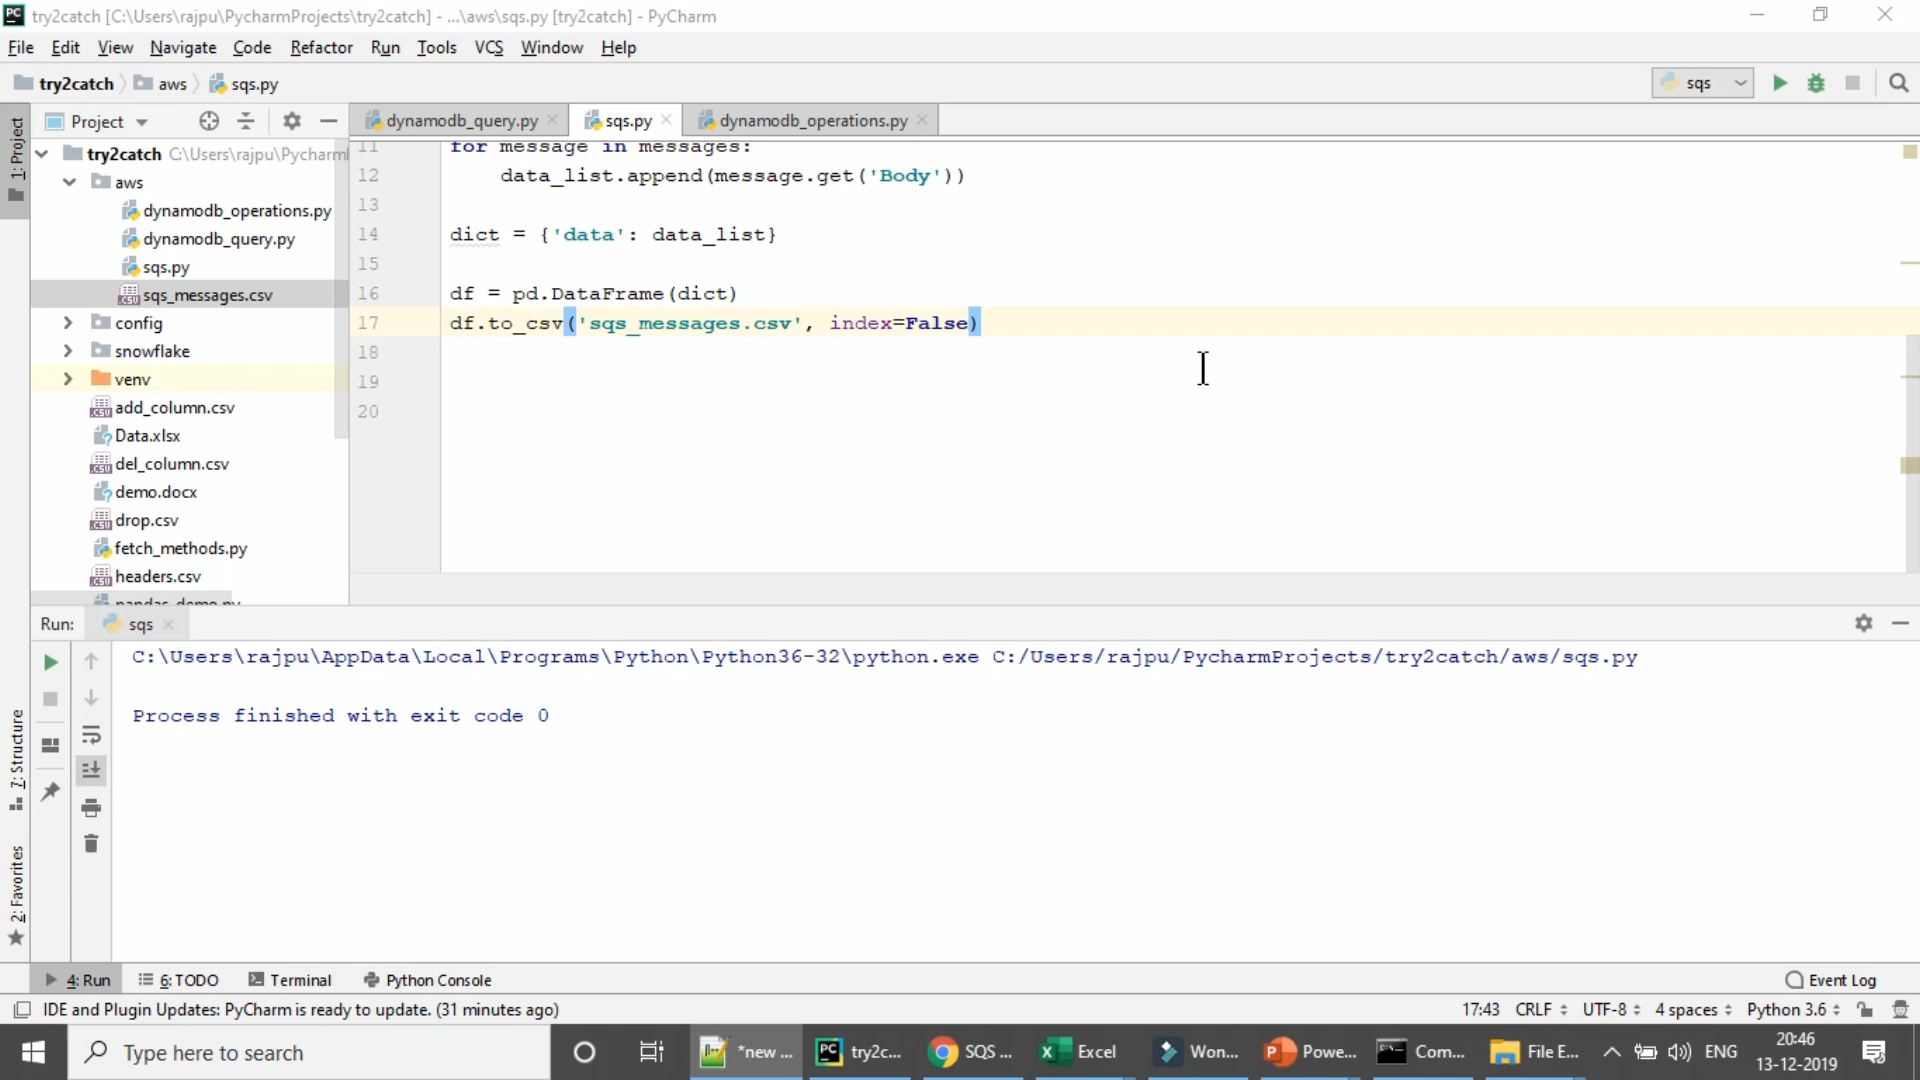 try2catch [C:\Users\rajpu\PycharmProjects\try2catch] - ...\aws\sqs.py [try2catch] - PyCharm
File Edit View Navigate Code Refactor Run Tools VCS Window Help
try2catch aws sqs.py sqs
1: Project
Project
dynamodb_query.py sqs.py dynamodb_operations.py
try2catch C:\Users\rajpu\Pycharm
aws
dynamodb_operations.py
dynamodb_query.py
sqs.py
sqs_messages.csv
config
snowflake
venv
add_column.csv
Data.xlsx
del_column.csv
demo.docx
drop.csv
fetch_methods.py
headers.csv
pandas_demo.py
11 for message in messages:
12 data_list.append(message.get('Body'))
13
14 dict = {'data': data_list}
15
16 df = pd.DataFrame(dict)
17 df.to_csv('sqs_messages.csv', index=False)
18
19
20
Run: sqs
C:\Users\rajpu\AppData\Local\Programs\Python\Python36-32\python.exe C:/Users/rajpu/PycharmProjects/try2catch/aws/sqs.py
Process finished with exit code 0
7: Structure
2: Favorites
4: Run 6: TODO Terminal Python Console Event Log
IDE and Plugin Updates: PyCharm is ready to update. (31 minutes ago) 17:43 CRLF UTF-8 4 spaces Python 3.6
Type here to search *new ... try2c... SQS ... Excel Won... Powe... Com... File E... ENG 20:46
13-12-2019